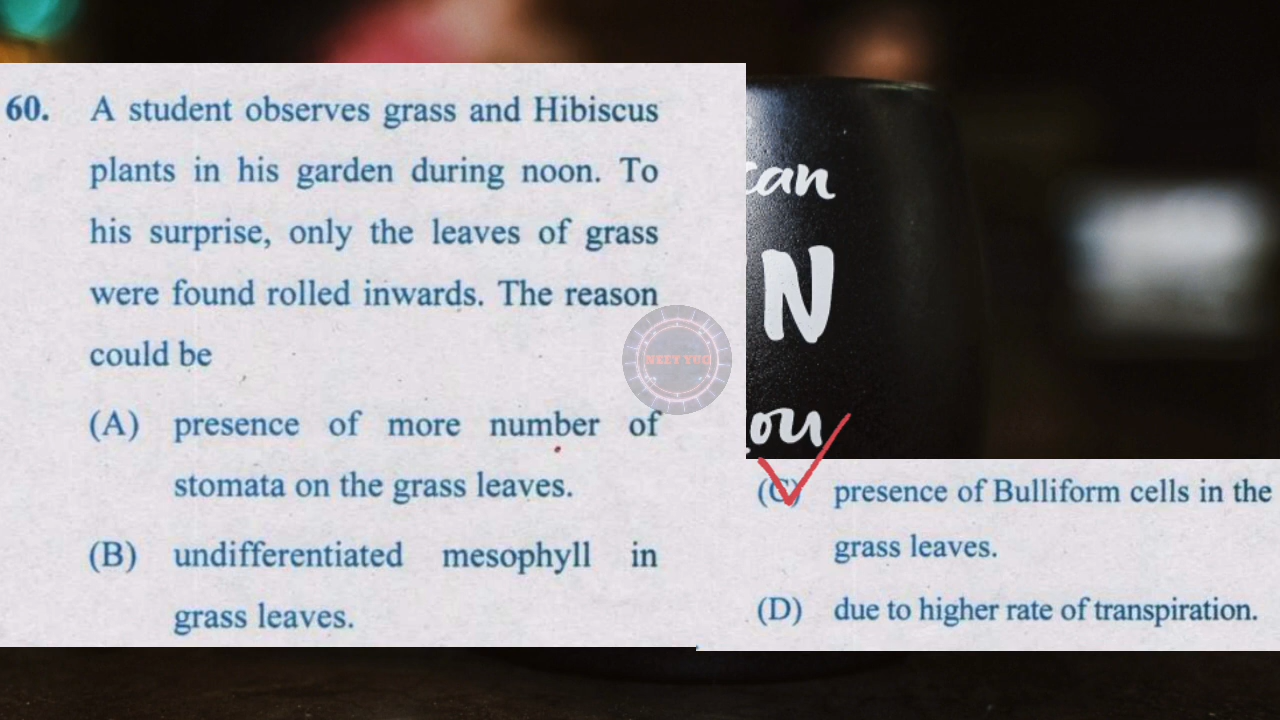 60. A student observes grass and Hibiscus
plants in his garden during noon. To
his surprise, only the leaves of grass
were found rolled inwards. The reason
could be
(A) presence of more number of
stomata on the grass leaves.
(B) undifferentiated mesophyll in
grass leaves.
(C) presence of Bulliform cells in the
grass leaves.
(D) due to higher rate of transpiration.
can
N
you